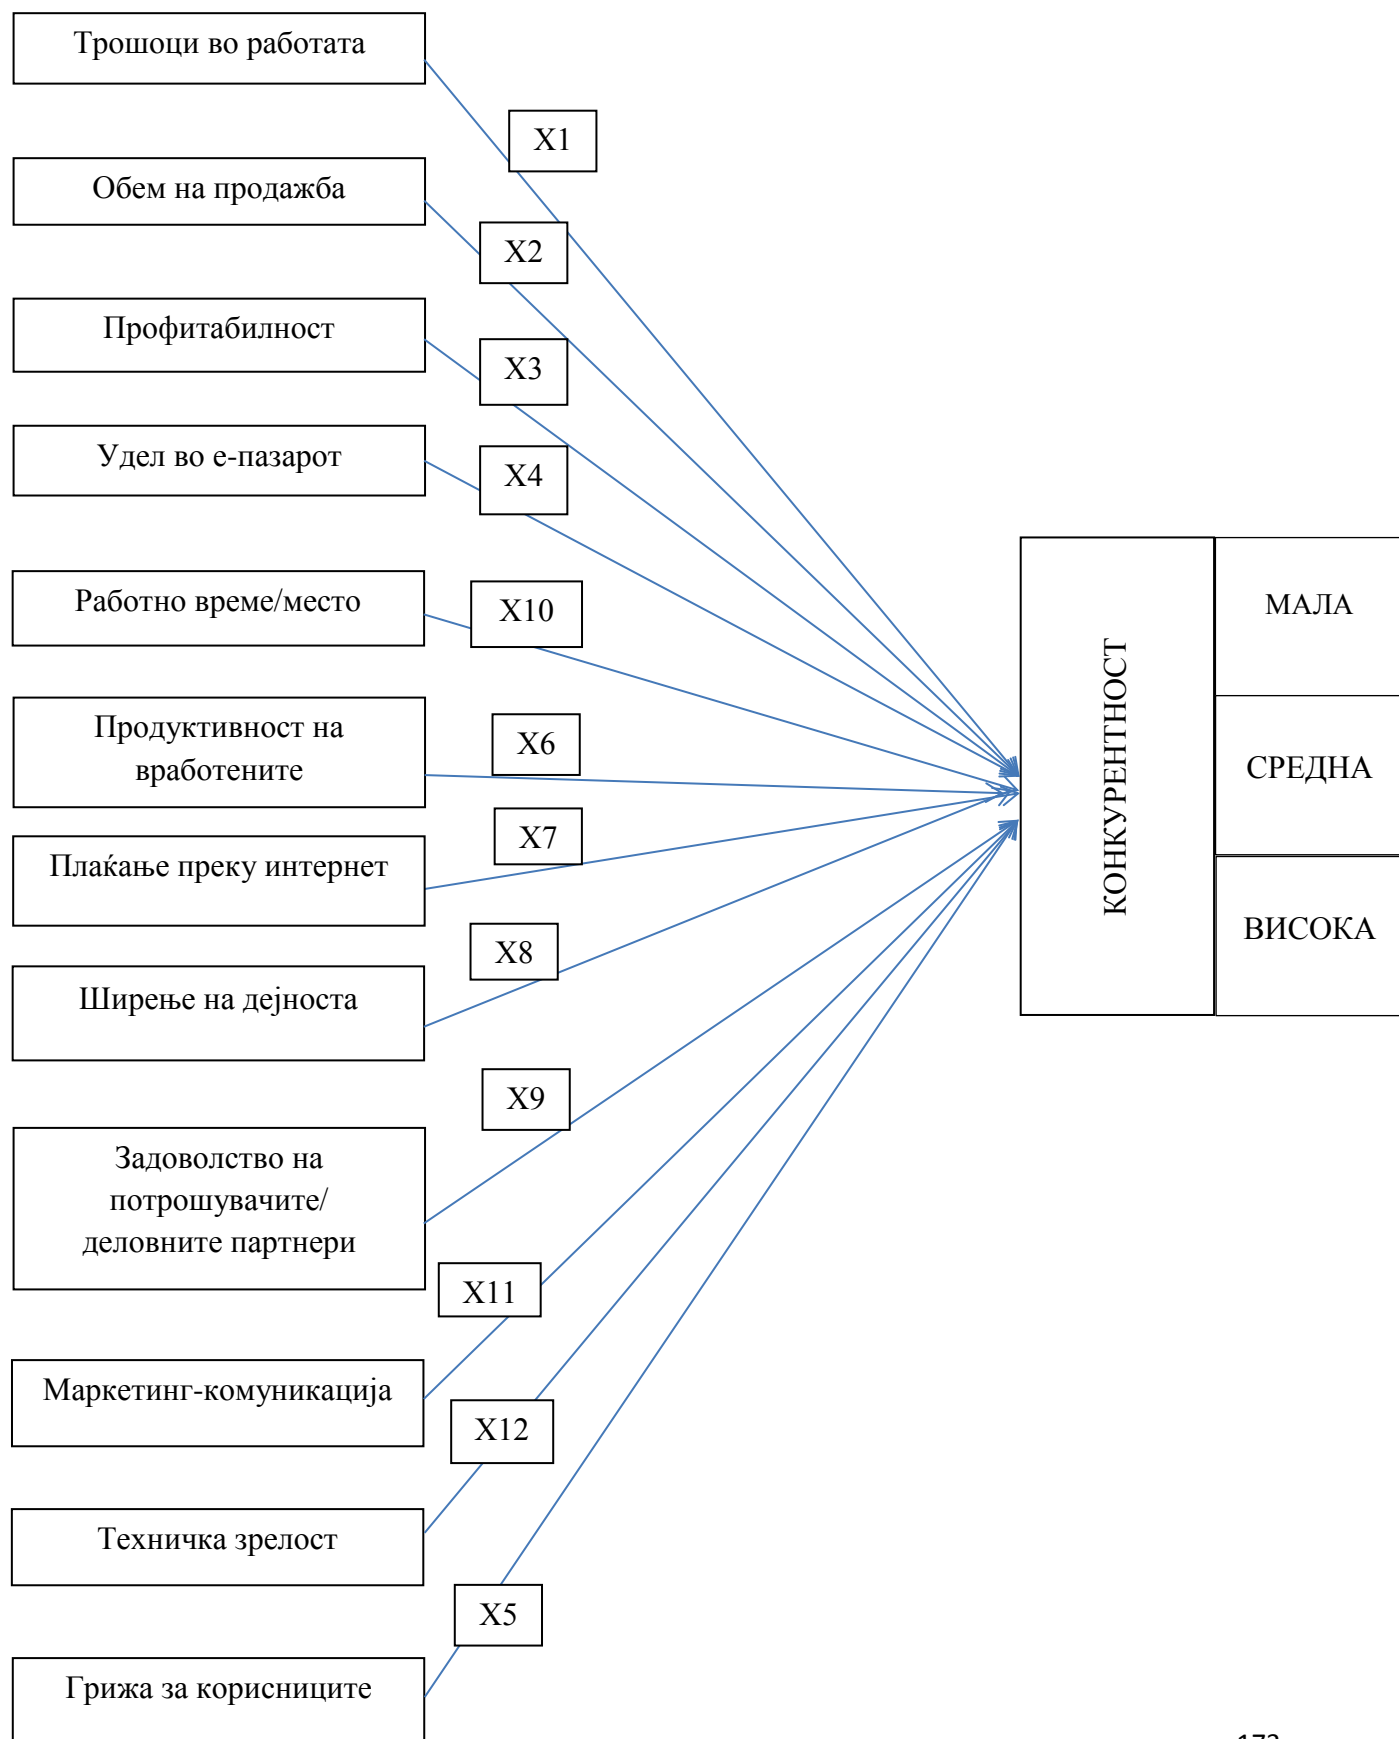 Трошоци во работата
X1
Обем на продажба
X2
Профитабилност
X3
Удел во е-пазарот
X4
Работно време/место
X10
Продуктивност на
вработените
X6
Плаќање преку интернет
X7
Ширење на дејноста
X8
Задоволство на
потрошувачите/
деловните партнери
X9
Маркетинг-комуникација
X11
Техничка зрелост
X12
Грижа за корисниците
X5
КОНКУРЕНТНОСТ
МАЛА
СРЕДНА
ВИСОКА